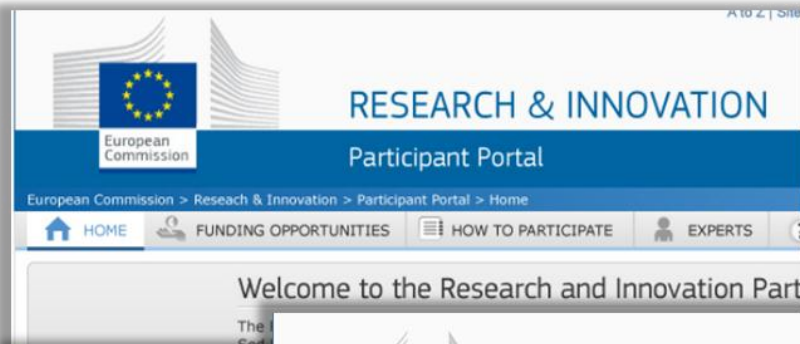 A to Z | Site
European
Commission
RESEARCH & INNOVATION
Participant Portal
European Commission > Reseach & Innovation > Participant Portal > Home
HOME FUNDING OPPORTUNITIES HOW TO PARTICIPATE EXPERTS
Welcome to the Research and Innovation Part
The